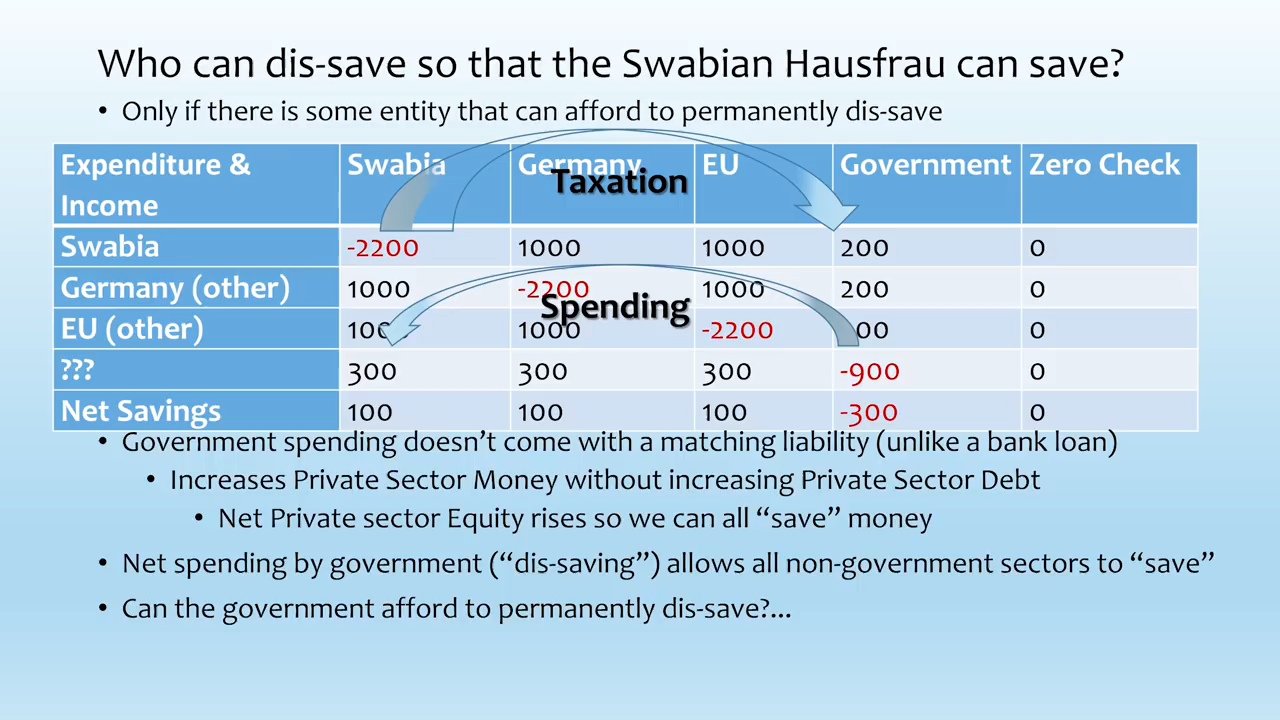 Who can dis-save so that the Swabian Hausfrau can save?
• Only if there is some entity that can afford to permanently dis-save
Expenditure & Income Swabia Germany EU Government Zero Check
Taxation
Swabia -2200 1000 1000 200 0
Germany (other) 1000 -2200 1000 200 0
Spending
EU (other) 1000 -2200 0
??? 300 300 300 -900 0
Net Savings 100 100 100 -300 0
• Government spending doesn’t come with a matching liability (unlike a bank loan)
• Increases Private Sector Money without increasing Private Sector Debt
• Net Private sector Equity rises so we can all “save” money
• Net spending by government (“dis-saving”) allows all non-government sectors to “save”
• Can the government afford to permanently dis-save?...